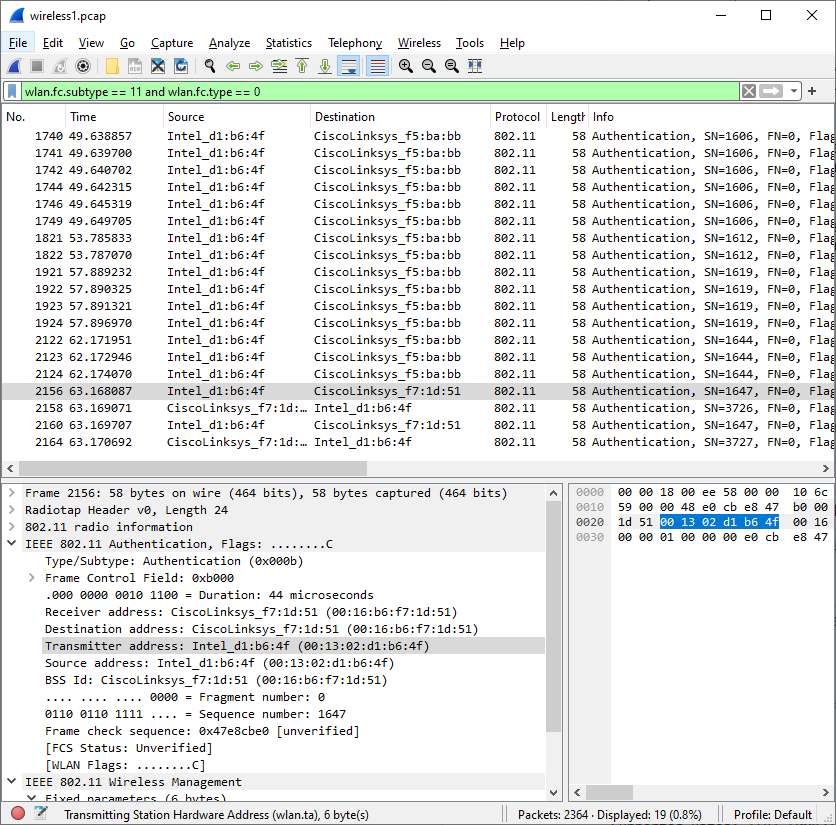 wireless1.pcap
File Edit View Go Capture Analyze Statistics Telephony Wireless Tools Help
wlan.fc.subtype == 11 and wlan.fc.type == 0
No. Time Source Destination Protocol Length Info
1740 49.638857 Intel_d1:b6:4f CiscoLinksys_f5:ba:bb 802.11 58 Authentication, SN=1606, FN=0, Flag
1741 49.639700 Intel_d1:b6:4f CiscoLinksys_f5:ba:bb 802.11 58 Authentication, SN=1606, FN=0, Flag
1742 49.640702 Intel_d1:b6:4f CiscoLinksys_f5:ba:bb 802.11 58 Authentication, SN=1606, FN=0, Flag
1744 49.642315 Intel_d1:b6:4f CiscoLinksys_f5:ba:bb 802.11 58 Authentication, SN=1606, FN=0, Flag
1746 49.645319 Intel_d1:b6:4f CiscoLinksys_f5:ba:bb 802.11 58 Authentication, SN=1606, FN=0, Flag
1749 49.649705 Intel_d1:b6:4f CiscoLinksys_f5:ba:bb 802.11 58 Authentication, SN=1606, FN=0, Flag
1821 53.785833 Intel_d1:b6:4f CiscoLinksys_f5:ba:bb 802.11 58 Authentication, SN=1612, FN=0, Flag
1822 53.787070 Intel_d1:b6:4f CiscoLinksys_f5:ba:bb 802.11 58 Authentication, SN=1612, FN=0, Flag
1921 57.889232 Intel_d1:b6:4f CiscoLinksys_f5:ba:bb 802.11 58 Authentication, SN=1619, FN=0, Flag
1922 57.890325 Intel_d1:b6:4f CiscoLinksys_f5:ba:bb 802.11 58 Authentication, SN=1619, FN=0, Flag
1923 57.891321 Intel_d1:b6:4f CiscoLinksys_f5:ba:bb 802.11 58 Authentication, SN=1619, FN=0, Flag
1924 57.896970 Intel_d1:b6:4f CiscoLinksys_f5:ba:bb 802.11 58 Authentication, SN=1619, FN=0, Flag
2122 62.171951 Intel_d1:b6:4f CiscoLinksys_f5:ba:bb 802.11 58 Authentication, SN=1644, FN=0, Flag
2123 62.172946 Intel_d1:b6:4f CiscoLinksys_f5:ba:bb 802.11 58 Authentication, SN=1644, FN=0, Flag
2124 62.174070 Intel_d1:b6:4f CiscoLinksys_f5:ba:bb 802.11 58 Authentication, SN=1644, FN=0, Flag
2156 63.168087 Intel_d1:b6:4f CiscoLinksys_f7:1d:51 802.11 58 Authentication, SN=1647, FN=0, Flag
2158 63.169071 CiscoLinksys_f7:1d:… Intel_d1:b6:4f 802.11 58 Authentication, SN=3726, FN=0, Flag
2160 63.169707 Intel_d1:b6:4f CiscoLinksys_f7:1d:51 802.11 58 Authentication, SN=1647, FN=0, Flag
2164 63.170692 CiscoLinksys_f7:1d:… Intel_d1:b6:4f 802.11 58 Authentication, SN=3727, FN=0, Flag
Frame 2156: 58 bytes on wire (464 bits), 58 bytes captured (464 bits)
Radiotap Header v0, Length 24
802.11 radio information
IEEE 802.11 Authentication, Flags: ........C
Type/Subtype: Authentication (0x000b)
Frame Control Field: 0xb000
.000 0000 0010 1100 = Duration: 44 microseconds
Receiver address: CiscoLinksys_f7:1d:51 (00:16:b6:f7:1d:51)
Destination address: CiscoLinksys_f7:1d:51 (00:16:b6:f7:1d:51)
Transmitter address: Intel_d1:b6:4f (00:13:02:d1:b6:4f)
Source address: Intel_d1:b6:4f (00:13:02:d1:b6:4f)
BSS Id: CiscoLinksys_f7:1d:51 (00:16:b6:f7:1d:51)
.... .... .... 0000 = Fragment number: 0
0110 0110 1111 .... = Sequence number: 1647
Frame check sequence: 0x47e8cbe0 [unverified]
[FCS Status: Unverified]
[WLAN Flags: ........C]
IEEE 802.11 Wireless Management
Fixed parameters (6 bytes)
0000 00 00 18 00 ee 58 00 00 10 6c
0010 59 00 00 48 e0 cb e8 47 b0 00
0020 1d 51 00 13 02 d1 b6 4f 00 16
0030 00 00 01 00 00 00 e0 cb e8 47
Transmitting Station Hardware Address (wlan.ta), 6 byte(s) Packets: 2364 · Displayed: 19 (0.8%) Profile: Default